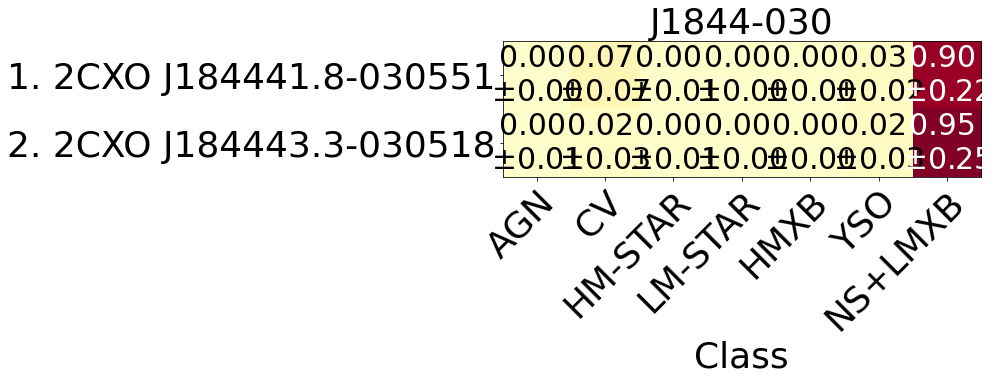 J1844-030
1. 2CXO J184441.8-030551
0.00 0.07 0.00 0.00 0.00 0.03 0.90
±0.00 ±0.07 ±0.01 ±0.00 ±0.00 ±0.02 ±0.22
2. 2CXO J184443.3-030518
0.00 0.02 0.00 0.00 0.00 0.02 0.95
±0.01 ±0.03 ±0.01 ±0.00 ±0.00 ±0.03 ±0.25
AGN CV HM-STAR LM-STAR HMXB YSO NS+LMXB
Class